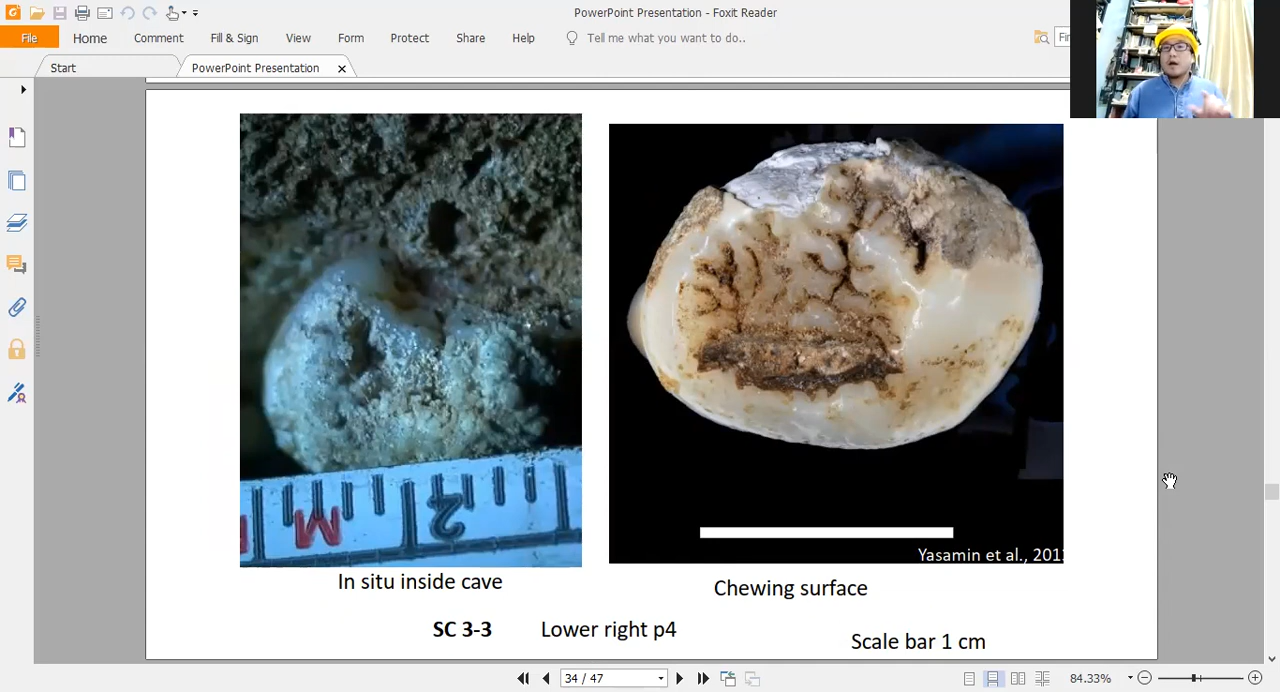 PowerPoint Presentation - Foxit Reader
File Home Comment Fill & Sign View Form Protect Share Help Tell me what you want to do..
Start PowerPoint Presentation
M 2
Yasamin et al., 201
In situ inside cave
Chewing surface
SC 3-3 Lower right p4
Scale bar 1 cm
34 / 47
84.33%